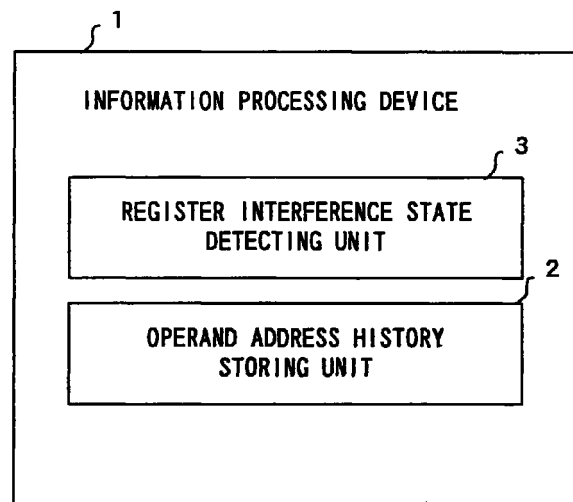 1
INFORMATION PROCESSING DEVICE
3
REGISTER INTERFERENCE STATE
DETECTING UNIT
2
OPERAND ADDRESS HISTORY
STORING UNIT